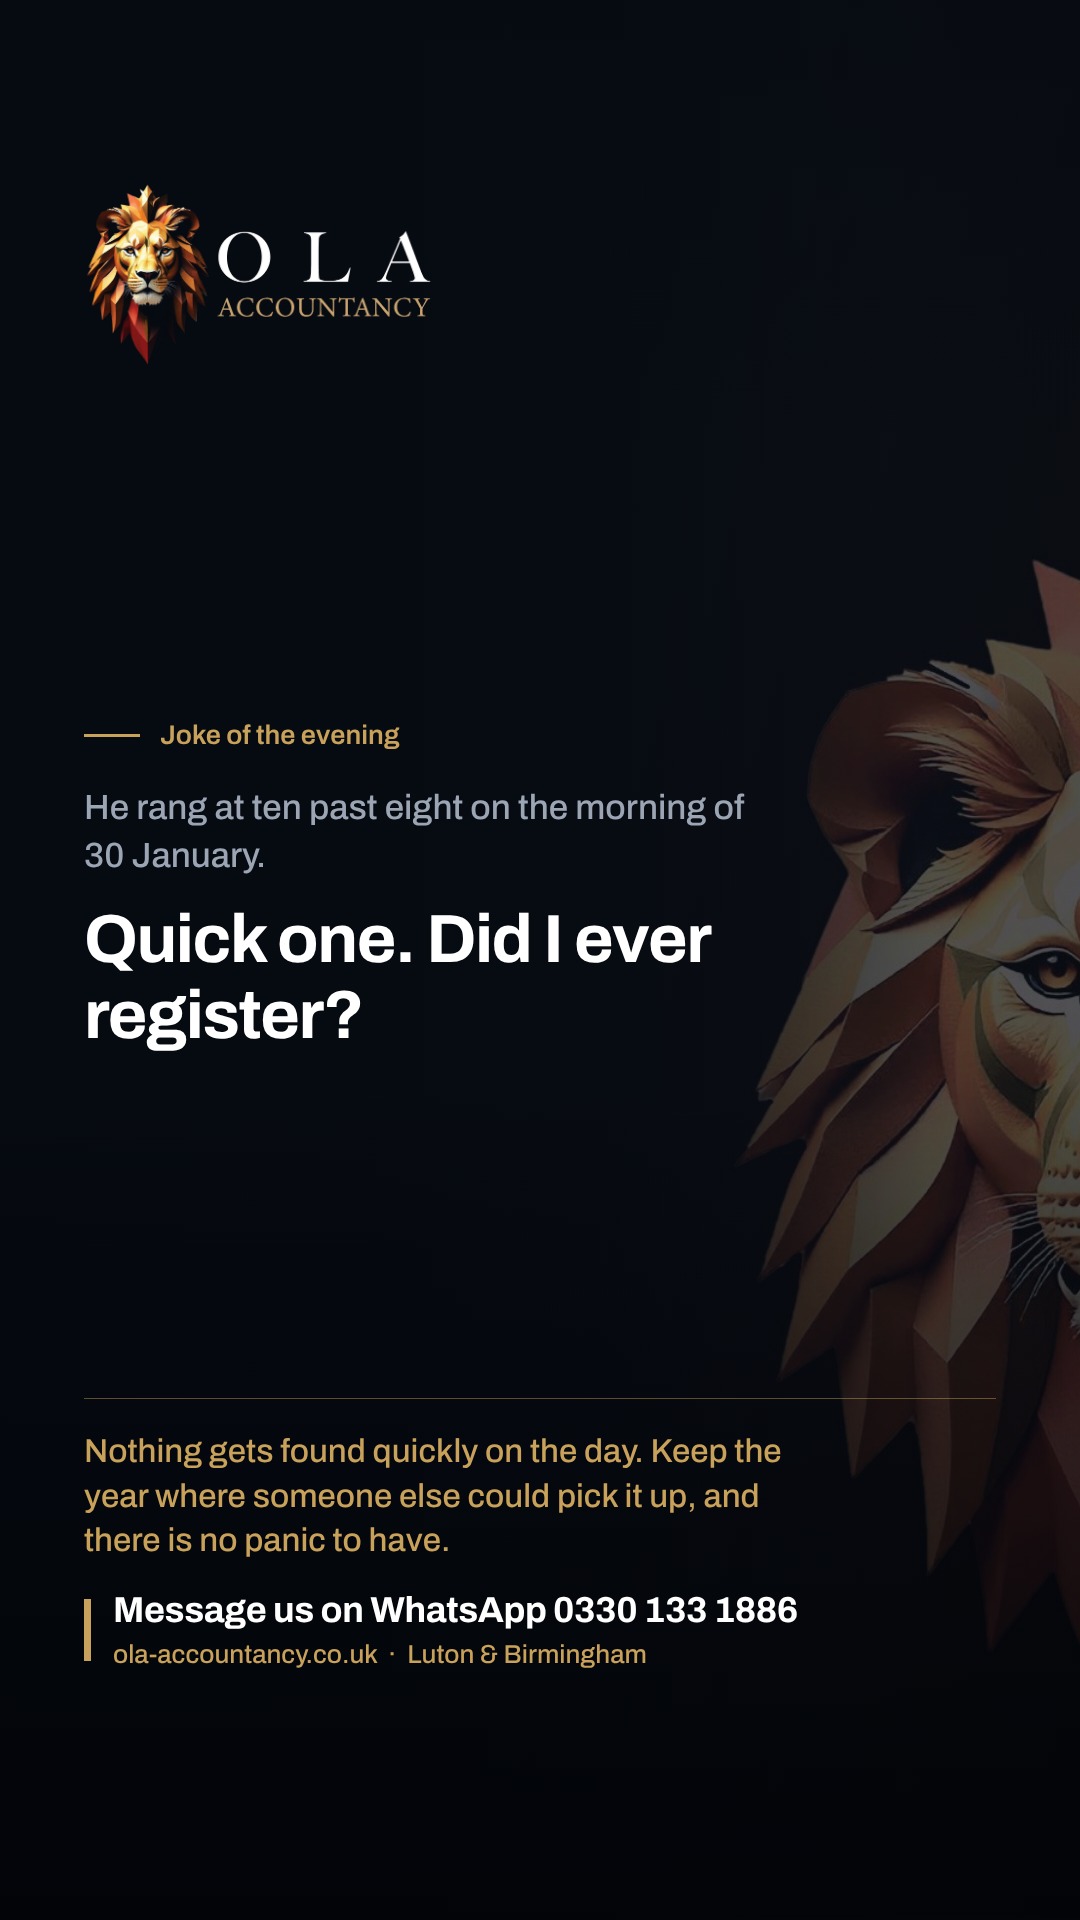 OLA
ACCOUNTANCY
Joke of the evening
He rang at ten past eight on the morning of
30 January.
Quick one. Did I ever
register?
Nothing gets found quickly on the day. Keep the
year where someone else could pick it up, and
there is no panic to have.
Message us on WhatsApp 0330 133 1886
ola-accountancy.co.uk · Luton & Birmingham